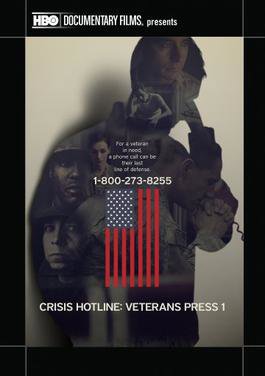 HBO DOCUMENTARY FILMS, presents
For a veteran
in need,
a phone call can be
their last
line of defense.
1-800-273-8255
CRISIS HOTLINE: VETERANS PRESS 1